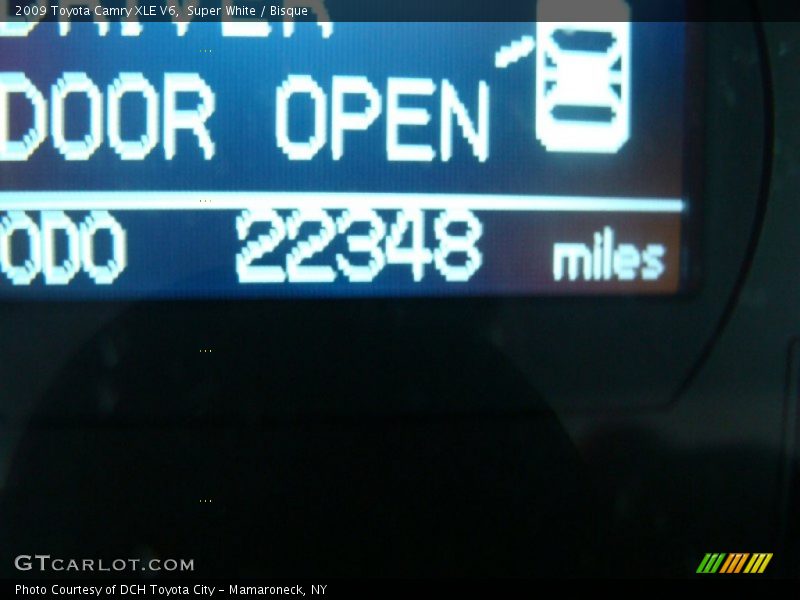 2009 Toyota Camry XLE V6, Super White / Bisque
DRIVER
DOOR OPEN
ODO 22348 miles
GTCARLOT.COM
Photo Courtesy of DCH Toyota City - Mamaroneck, NY